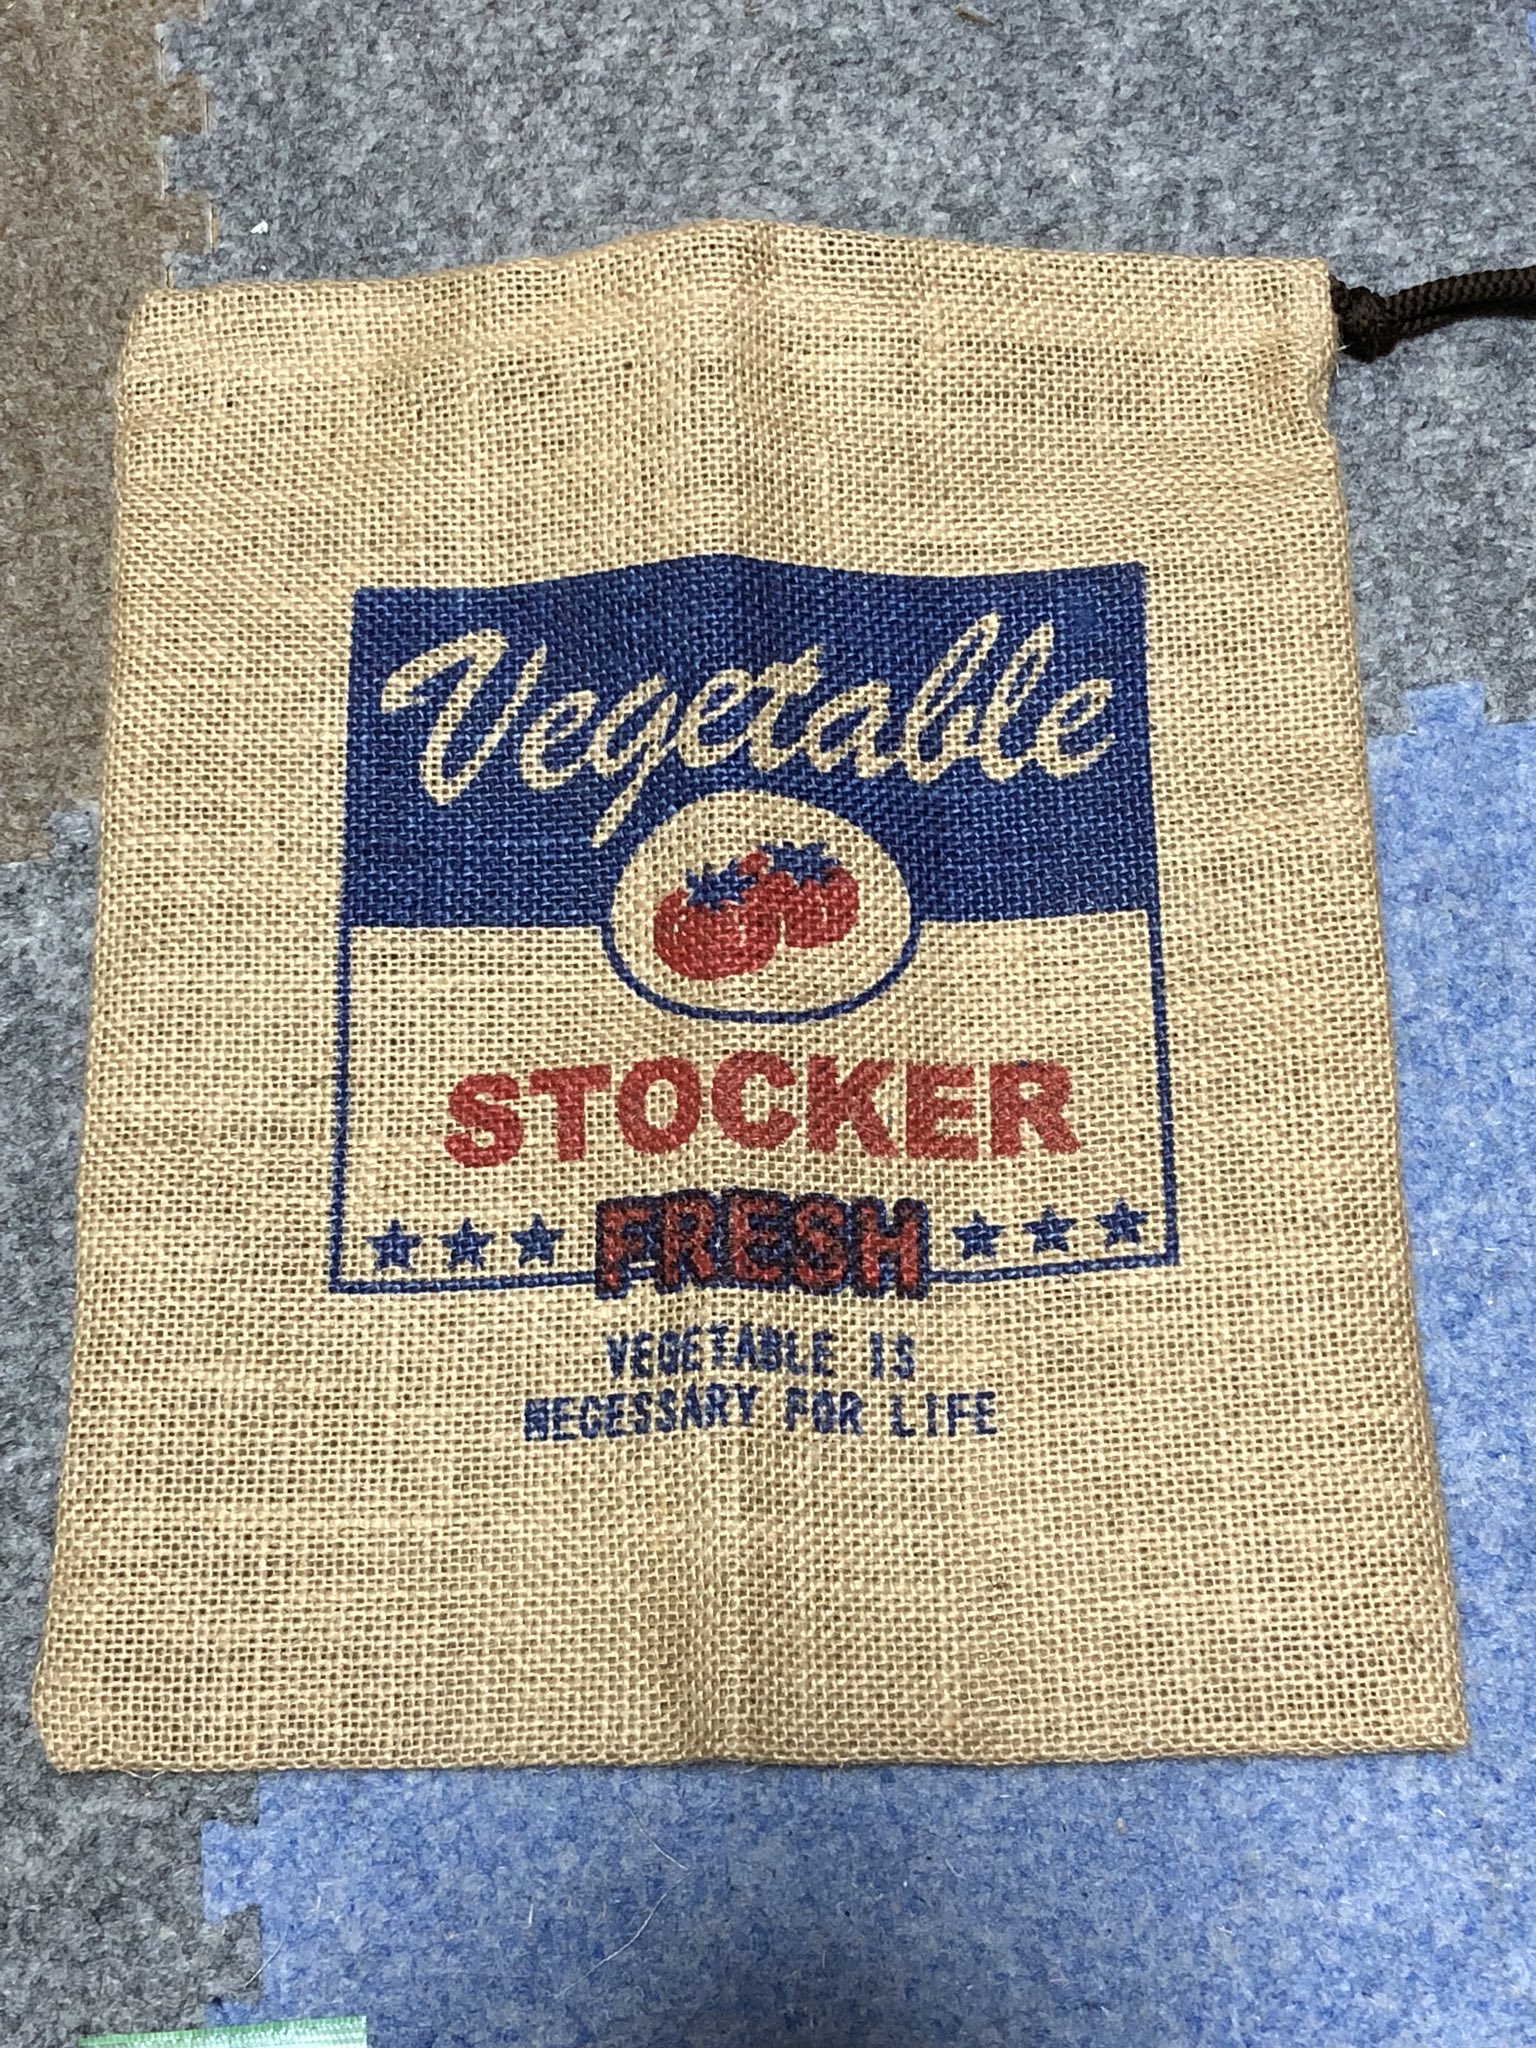 Vegetable
STOCKER
FRESH
VEGETABLE IS
NECESSARY FOR LIFE